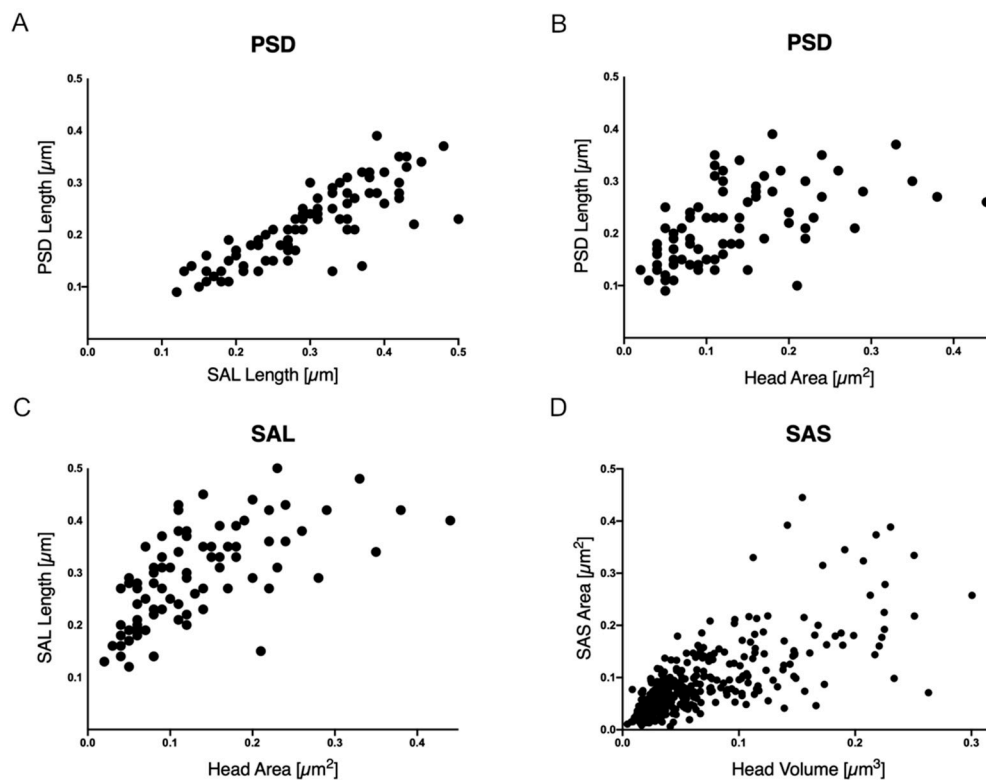 A
PSD
PSD Length [µm]
0.5
0.4
0.3
0.2
0.1
0.0 0.1 0.2 0.3 0.4 0.5
SAL Length [µm]
B
PSD
PSD Length [µm]
0.5
0.4
0.3
0.2
0.1
0.0 0.1 0.2 0.3 0.4
Head Area [µm²]
C
SAL
SAL Length [µm]
0.5
0.4
0.3
0.2
0.1
0.0 0.1 0.2 0.3 0.4
Head Area [µm²]
D
SAS
SAS Area [µm²]
0.5
0.4
0.3
0.2
0.1
0.0
0.0 0.1 0.2 0.3
Head Volume [µm³]